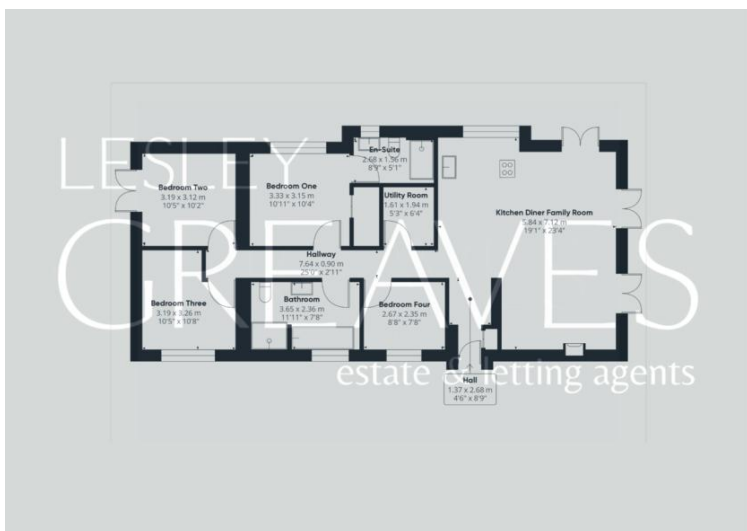 LESLEY
GREAVES
estate & letting agents
En-Suite
2.68 x 1.56 m
8'9" x 5'1"
Bedroom Two
3.19 x 3.12 m
10'5" x 10'2"
Bedroom One
3.33 x 3.15 m
10'11" x 10'4"
Utility Room
1.61 x 1.94 m
5'3" x 6'4"
Kitchen Diner Family Room
5.84 x 7.12 m
19'1" x 23'4"
Hallway
7.64 x 0.90 m
25'0" x 2'11"
Bedroom Three
3.19 x 3.26 m
10'5" x 10'8"
Bathroom
3.65 x 2.36 m
11'11" x 7'8"
Bedroom Four
2.67 x 2.35 m
8'8" x 7'8"
Hall
1.37 x 2.68 m
4'6" x 8'9"